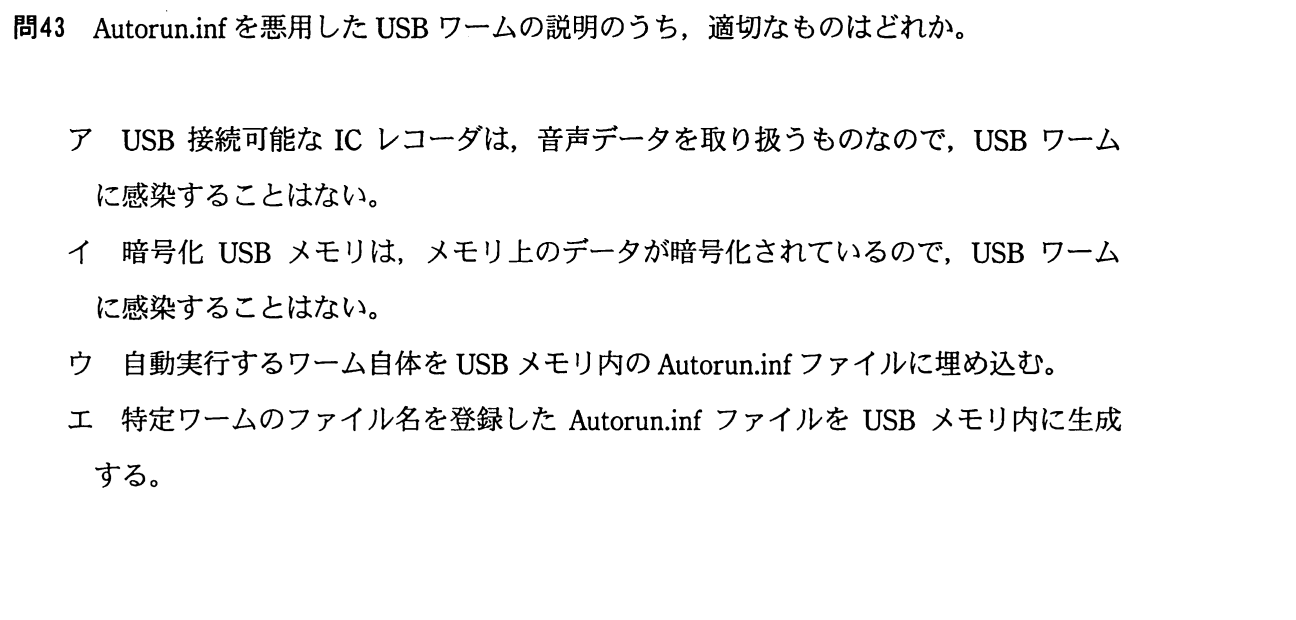 問43 Autorun.inf を悪用した USB ワームの説明のうち，適切なものはどれか。
ア USB 接続可能な IC レコーダは，音声データを取り扱うものなので，USB ワーム
に感染することはない。
イ 暗号化 USB メモリは，メモリ上のデータが暗号化されているので，USB ワーム
に感染することはない。
ウ 自動実行するワーム自体を USB メモリ内の Autorun.inf ファイルに埋め込む。
エ 特定ワームのファイル名を登録した Autorun.inf ファイルを USB メモリ内に生成
する。